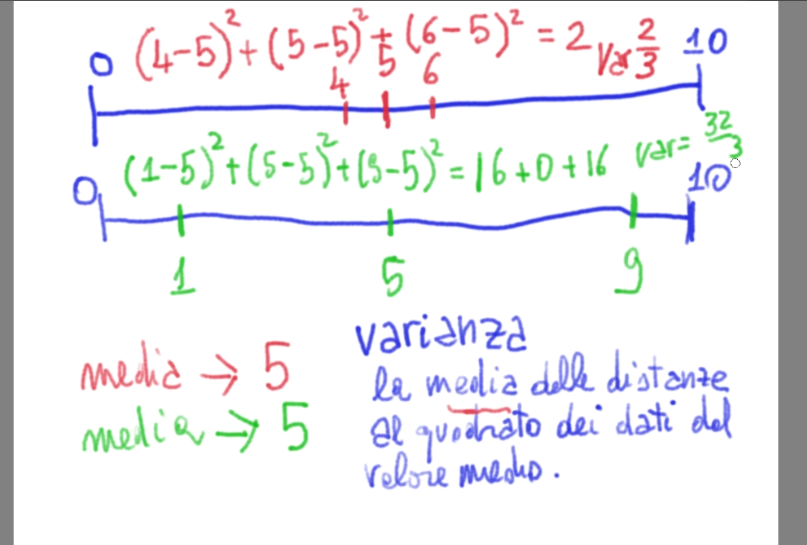 0 (4-5)² + (5-5)² + (6-5)² = 2 Var 2/3 10
4 5 6
0 (1-5)² + (5-5)² + (9-5)² = 16+0+16 var = 32/3 10
1 5 9
media → 5
media → 5
varianza
la media delle distanze
al quadrato dei dati dal
valore medio.